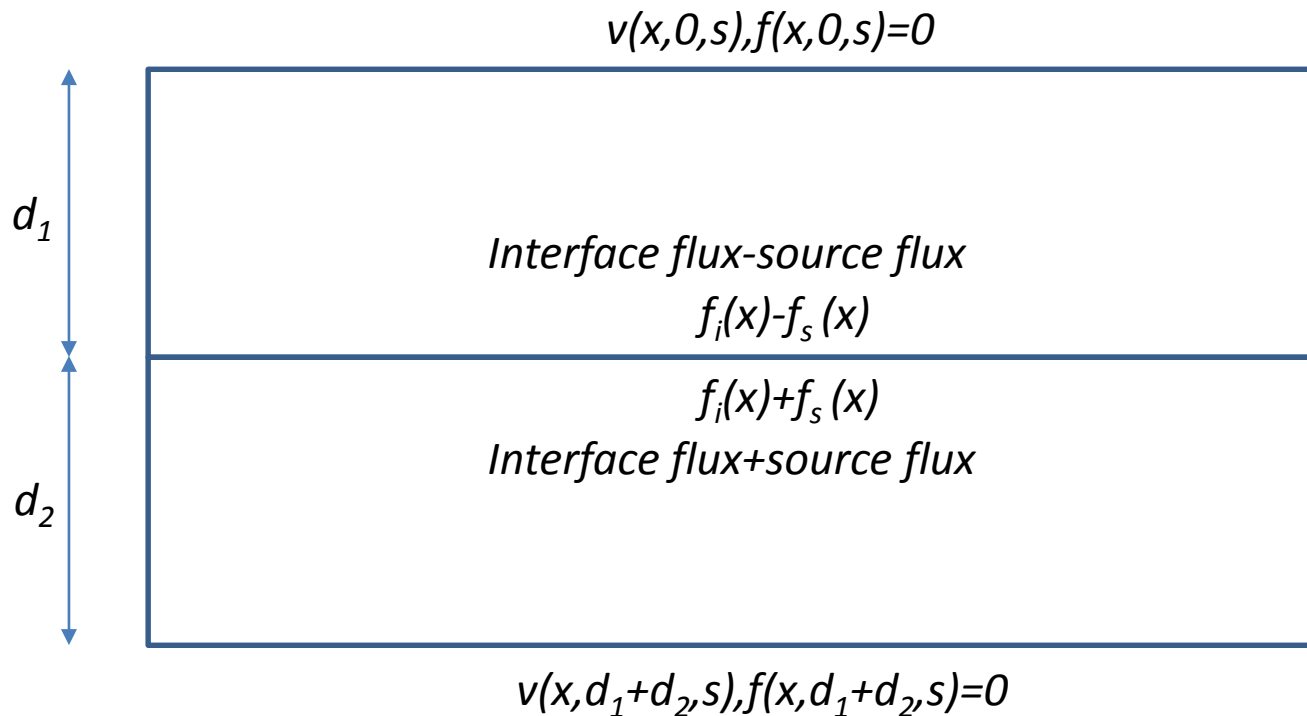 v(x,0,s),f(x,0,s)=0
d₁
Interface flux-source flux
fᵢ(x)-fₛ (x)
fᵢ(x)+fₛ (x)
Interface flux+source flux
d₂
v(x,d₁+d₂,s),f(x,d₁+d₂,s)=0